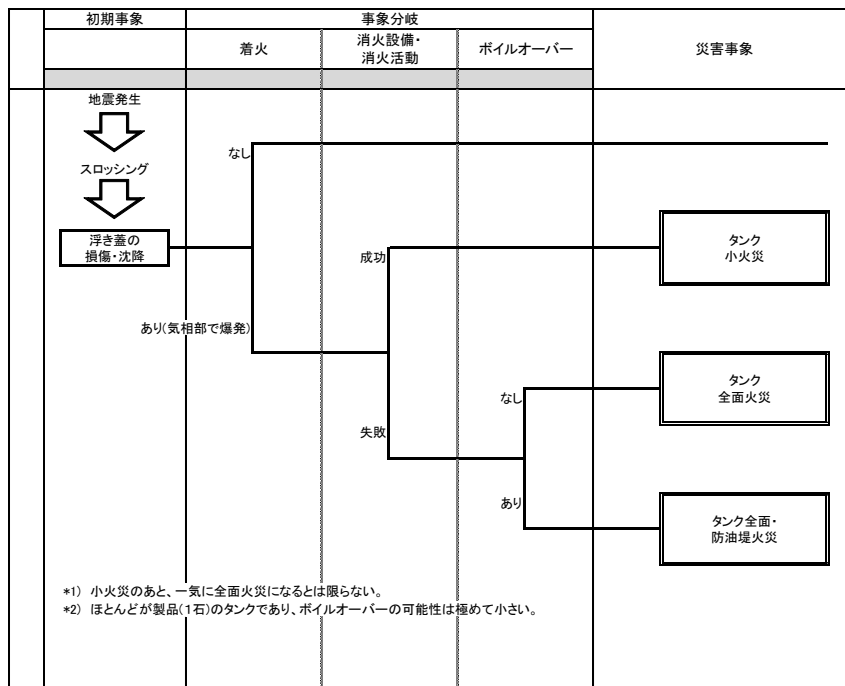 初期事象
事象分岐
災害事象
着火
消火設備・
消火活動
ボイルオーバー
地震発生
スロッシング
浮き蓋の
損傷・沈降
なし
あり(気相部で爆発)
成功
失敗
なし
あり
タンク
小火災
タンク
全面火災
タンク全面・
防油堤火災
*1) 小火災のあと、一気に全面火災になるとは限らない。
*2) ほとんどが製品(1石)のタンクであり、ボイルオーバーの可能性は極めて小さい。